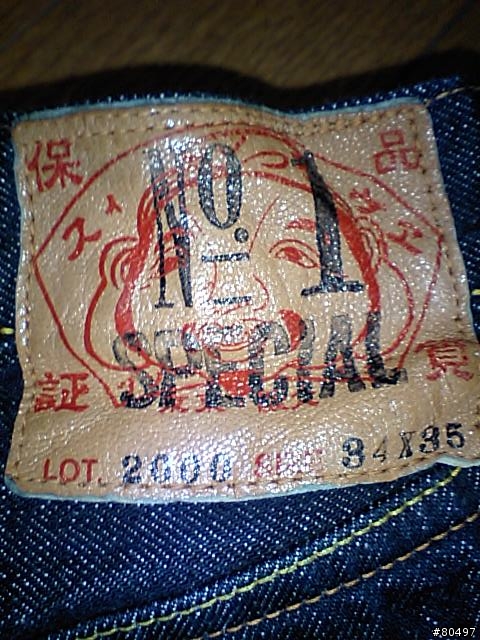 保 品
No. 1
SPECIAL
証 質
LOT. 2000 SIZE 34X35
#80497